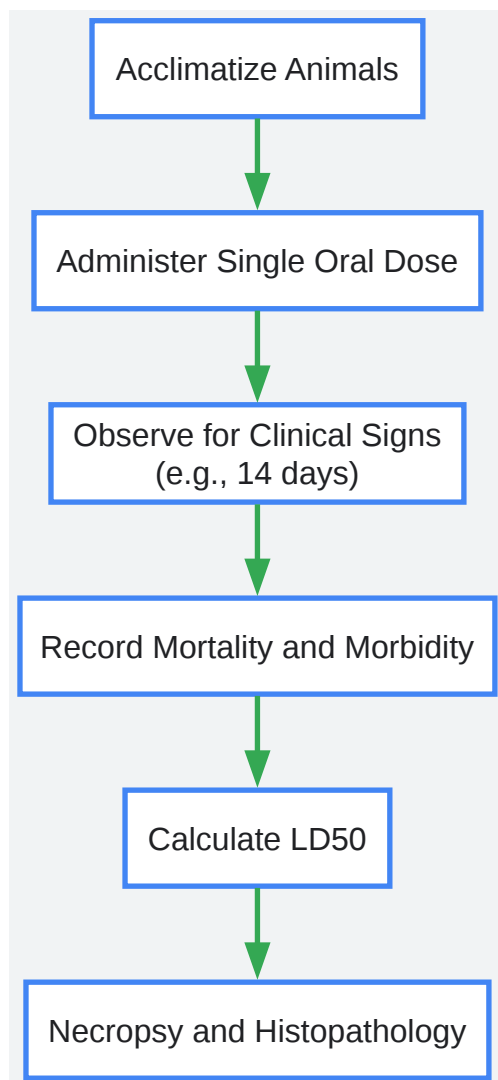 Acclimatize Animals
Administer Single Oral Dose
Observe for Clinical Signs
(e.g., 14 days)
Record Mortality and Morbidity
Calculate LD50
Necropsy and Histopathology